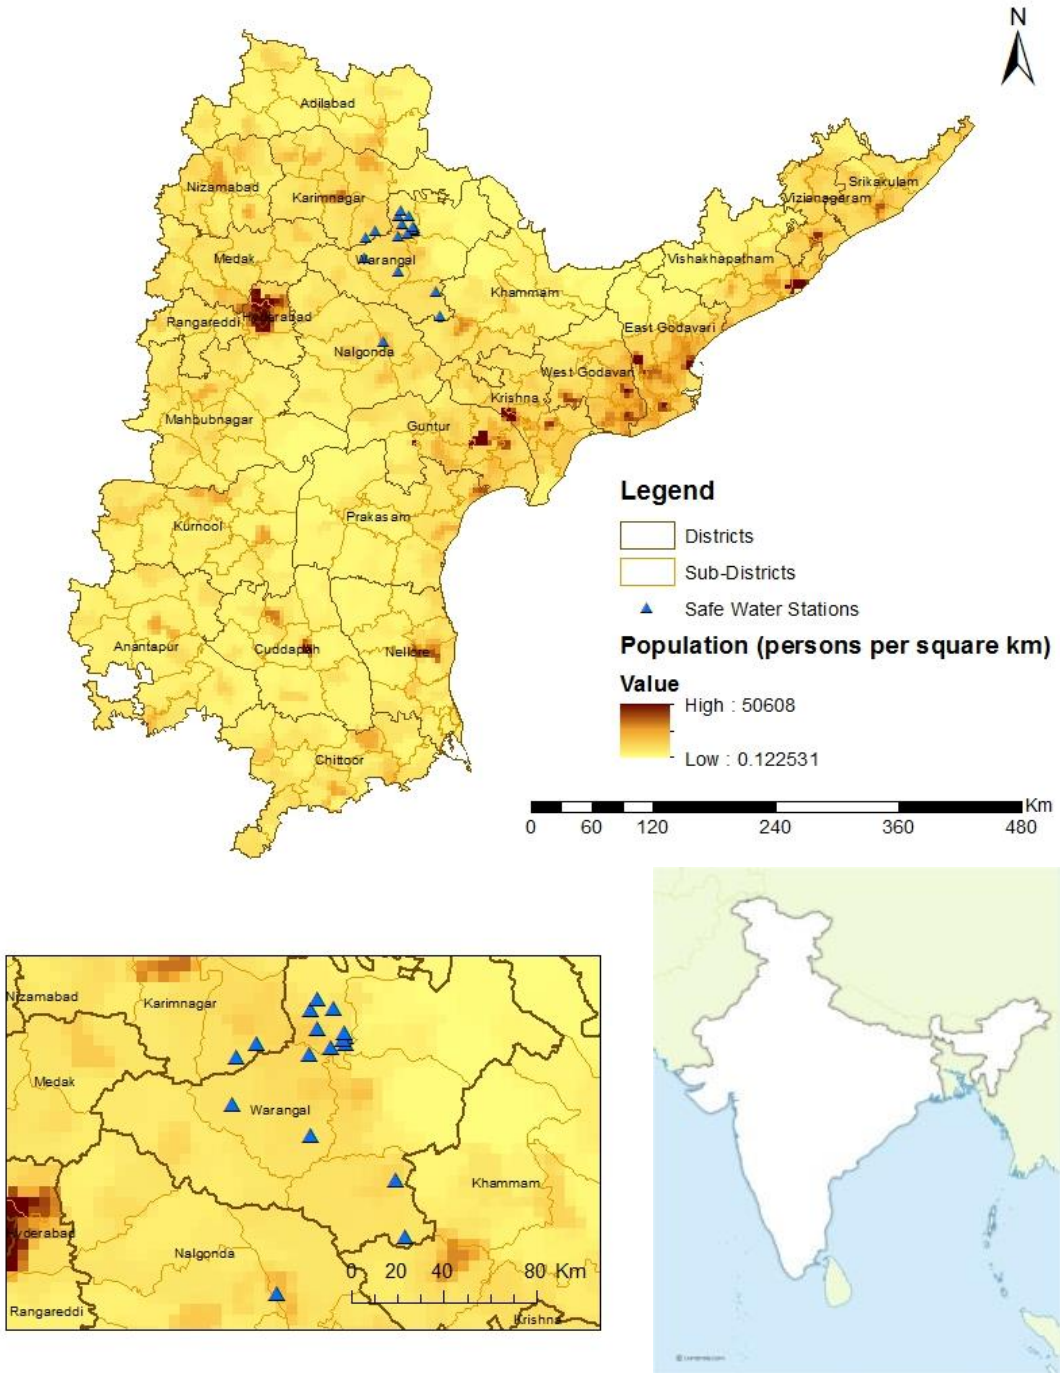 N
Adilabad
Nizamabad
Karimnagar
Srikakulam
Vizianagaram
Medak
Warangal
Vishakhapatnam
Khammam
Rangareddi
Hyderabad
East Godavari
Nalgonda
West Godavari
Krishna
Mahbubnagar
Guntur
Kurnool
Prakasam
Anantapur
Cuddapah
Nellore
Chittoor
Legend
Districts
Sub-Districts
Safe Water Stations
Population (persons per square km)
Value
High : 50608
Low : 0.122531
Km
0 60 120 240 360 480
Nizamabad
Karimnagar
Medak
Warangal
Khammam
yderabad
Nalgonda
0 20 40 80 Km
Rangareddi
Krishna